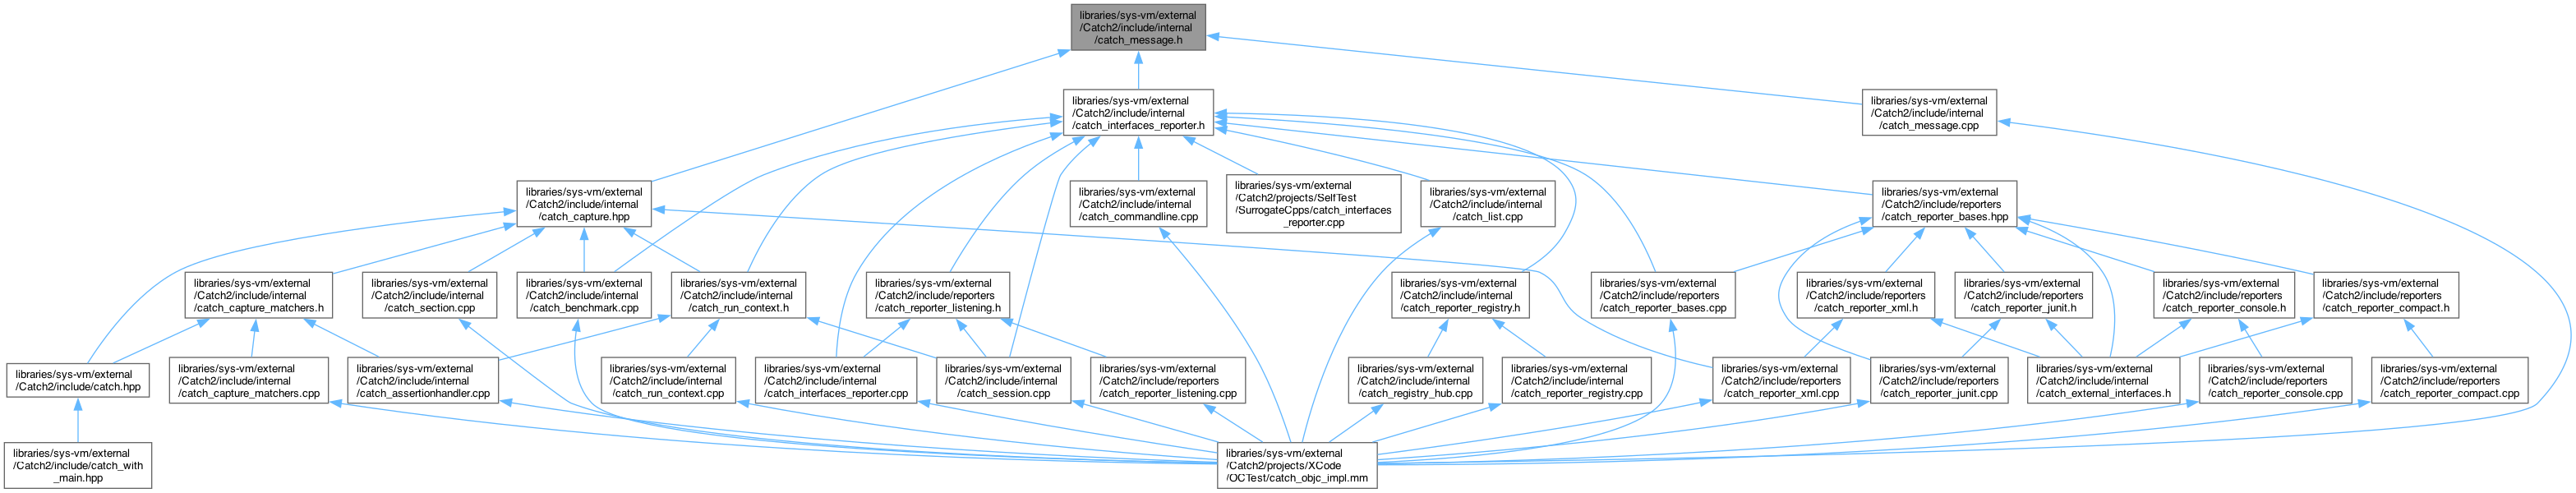 libraries/sys-vm/external
/Catch2/include/internal
/catch_message.h
libraries/sys-vm/external
/Catch2/include/internal
/catch_interfaces_reporter.h
libraries/sys-vm/external
/Catch2/include/internal
/catch_message.cpp
libraries/sys-vm/external
/Catch2/include/internal
/catch_capture.hpp
libraries/sys-vm/external
/Catch2/include/internal
/catch_commandline.cpp
libraries/sys-vm/external
/Catch2/projects/SelfTest
/SurrogateCpps/catch_interfaces
_reporter.cpp
libraries/sys-vm/external
/Catch2/include/internal
/catch_list.cpp
libraries/sys-vm/external
/Catch2/include/reporters
/catch_reporter_bases.hpp
libraries/sys-vm/external
/Catch2/include/internal
/catch_capture_matchers.h
libraries/sys-vm/external
/Catch2/include/internal
/catch_section.cpp
libraries/sys-vm/external
/Catch2/include/internal
/catch_benchmark.cpp
libraries/sys-vm/external
/Catch2/include/internal
/catch_run_context.h
libraries/sys-vm/external
/Catch2/include/reporters
/catch_reporter_listening.h
libraries/sys-vm/external
/Catch2/include/internal
/catch_reporter_registry.h
libraries/sys-vm/external
/Catch2/include/reporters
/catch_reporter_bases.cpp
libraries/sys-vm/external
/Catch2/include/reporters
/catch_reporter_xml.h
libraries/sys-vm/external
/Catch2/include/reporters
/catch_reporter_junit.h
libraries/sys-vm/external
/Catch2/include/reporters
/catch_reporter_console.h
libraries/sys-vm/external
/Catch2/include/reporters
/catch_reporter_compact.h
libraries/sys-vm/external
/Catch2/include/catch.hpp
libraries/sys-vm/external
/Catch2/include/internal
/catch_capture_matchers.cpp
libraries/sys-vm/external
/Catch2/include/internal
/catch_assertionhandler.cpp
libraries/sys-vm/external
/Catch2/include/internal
/catch_run_context.cpp
libraries/sys-vm/external
/Catch2/include/internal
/catch_interfaces_reporter.cpp
libraries/sys-vm/external
/Catch2/include/internal
/catch_session.cpp
libraries/sys-vm/external
/Catch2/include/reporters
/catch_reporter_listening.cpp
libraries/sys-vm/external
/Catch2/include/internal
/catch_registry_hub.cpp
libraries/sys-vm/external
/Catch2/include/internal
/catch_reporter_registry.cpp
libraries/sys-vm/external
/Catch2/include/reporters
/catch_reporter_xml.cpp
libraries/sys-vm/external
/Catch2/include/reporters
/catch_reporter_junit.cpp
libraries/sys-vm/external
/Catch2/include/internal
/catch_external_interfaces.h
libraries/sys-vm/external
/Catch2/include/reporters
/catch_reporter_console.cpp
libraries/sys-vm/external
/Catch2/include/reporters
/catch_reporter_compact.cpp
libraries/sys-vm/external
/Catch2/include/catch_with
_main.hpp
libraries/sys-vm/external
/Catch2/projects/XCode
/OCTest/catch_objc_impl.mm